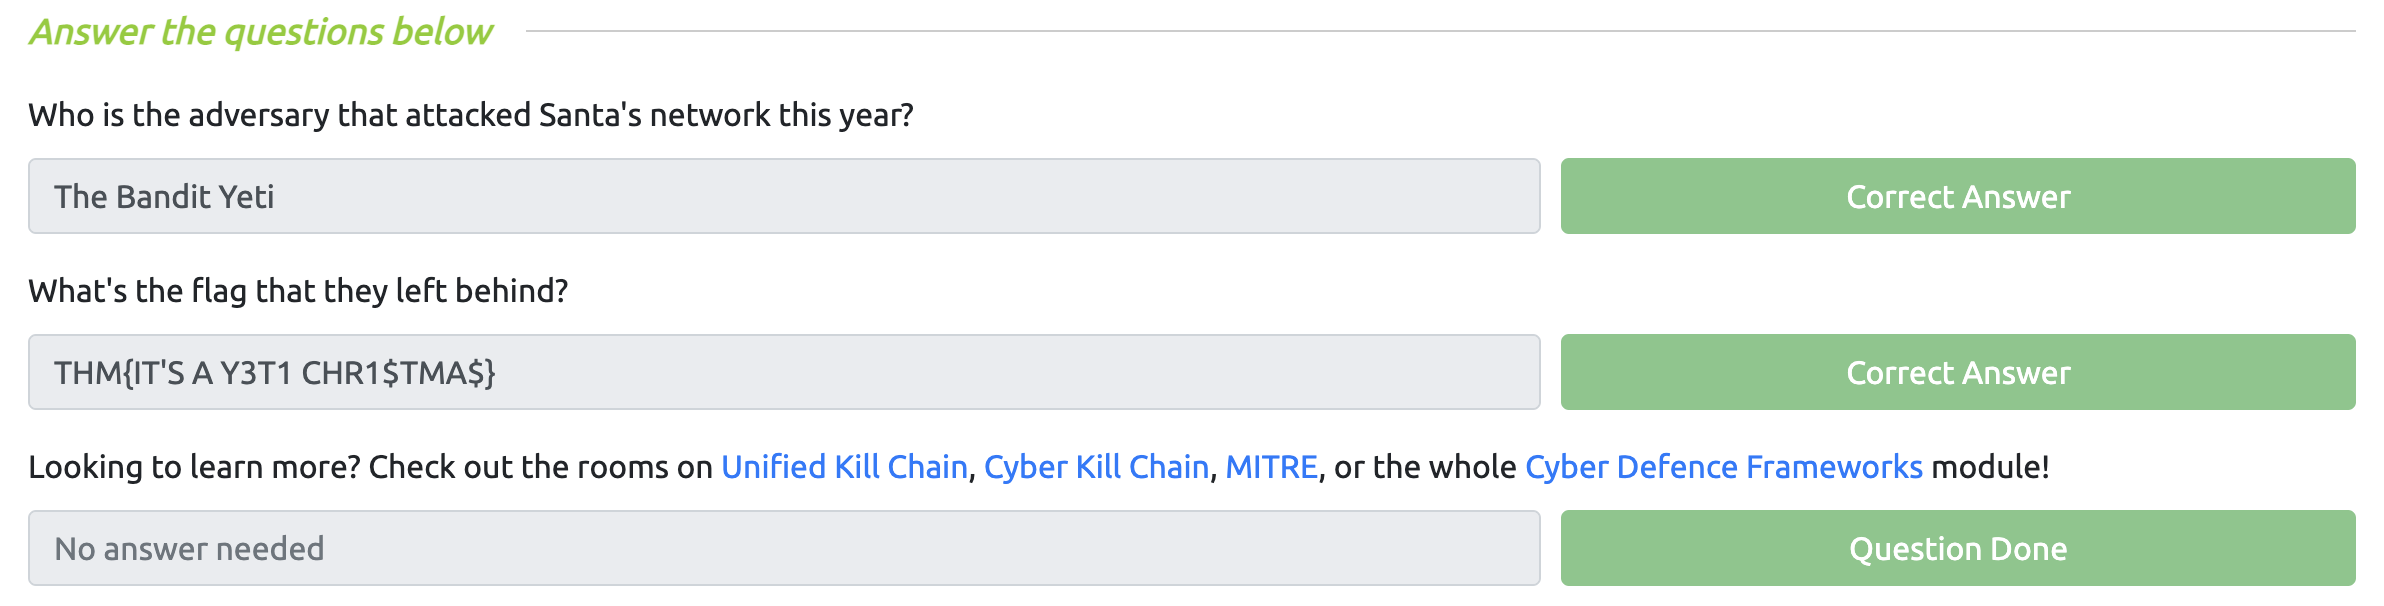 Answer the questions below
Who is the adversary that attacked Santa's network this year?
The Bandit Yeti
Correct Answer
What's the flag that they left behind?
THM{IT'S A Y3T1 CHR1$TMA$}
Correct Answer
Looking to learn more? Check out the rooms on Unified Kill Chain, Cyber Kill Chain, MITRE, or the whole Cyber Defence Frameworks module!
No answer needed
Question Done